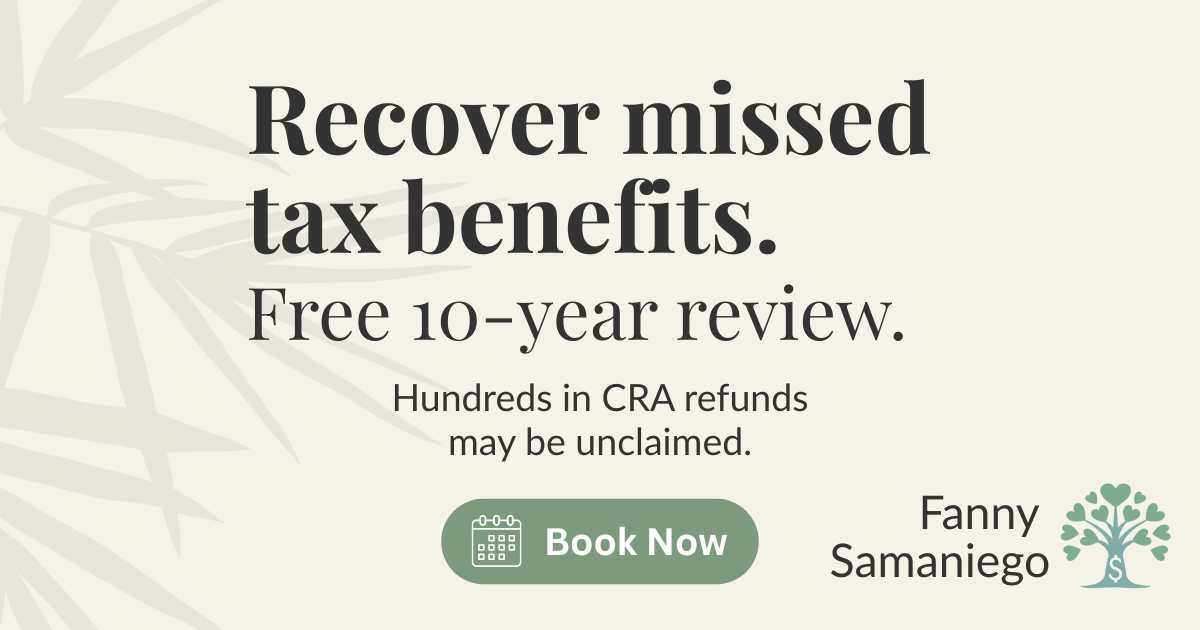 Recover missed
tax benefits.
Free 10-year review.
Hundreds in CRA refunds
may be unclaimed.
Book Now
Fanny
Samaniego
$